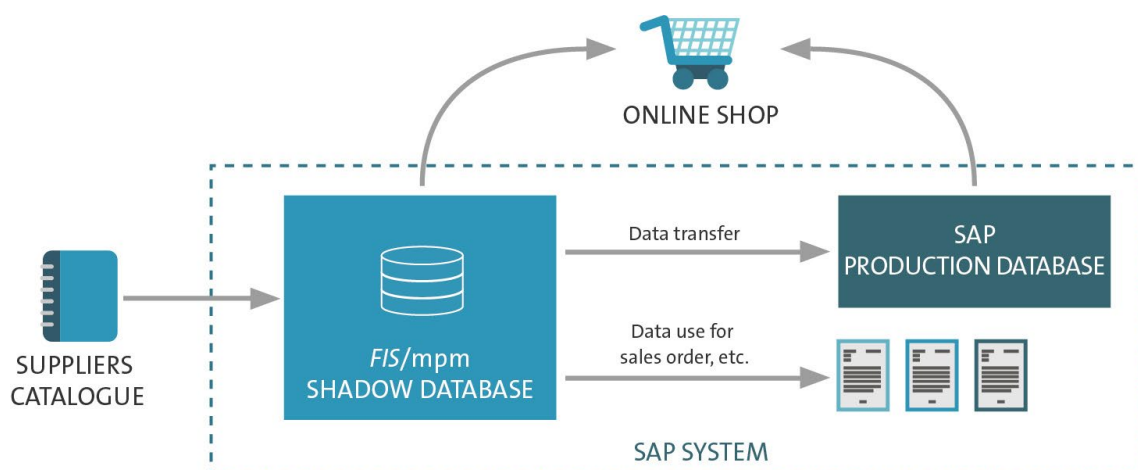 ONLINE SHOP
SUPPLIERS
CATALOGUE
FIS/mpm
SHADOW DATABASE
Data transfer
SAP
PRODUCTION DATABASE
Data use for
sales order, etc.
SAP SYSTEM